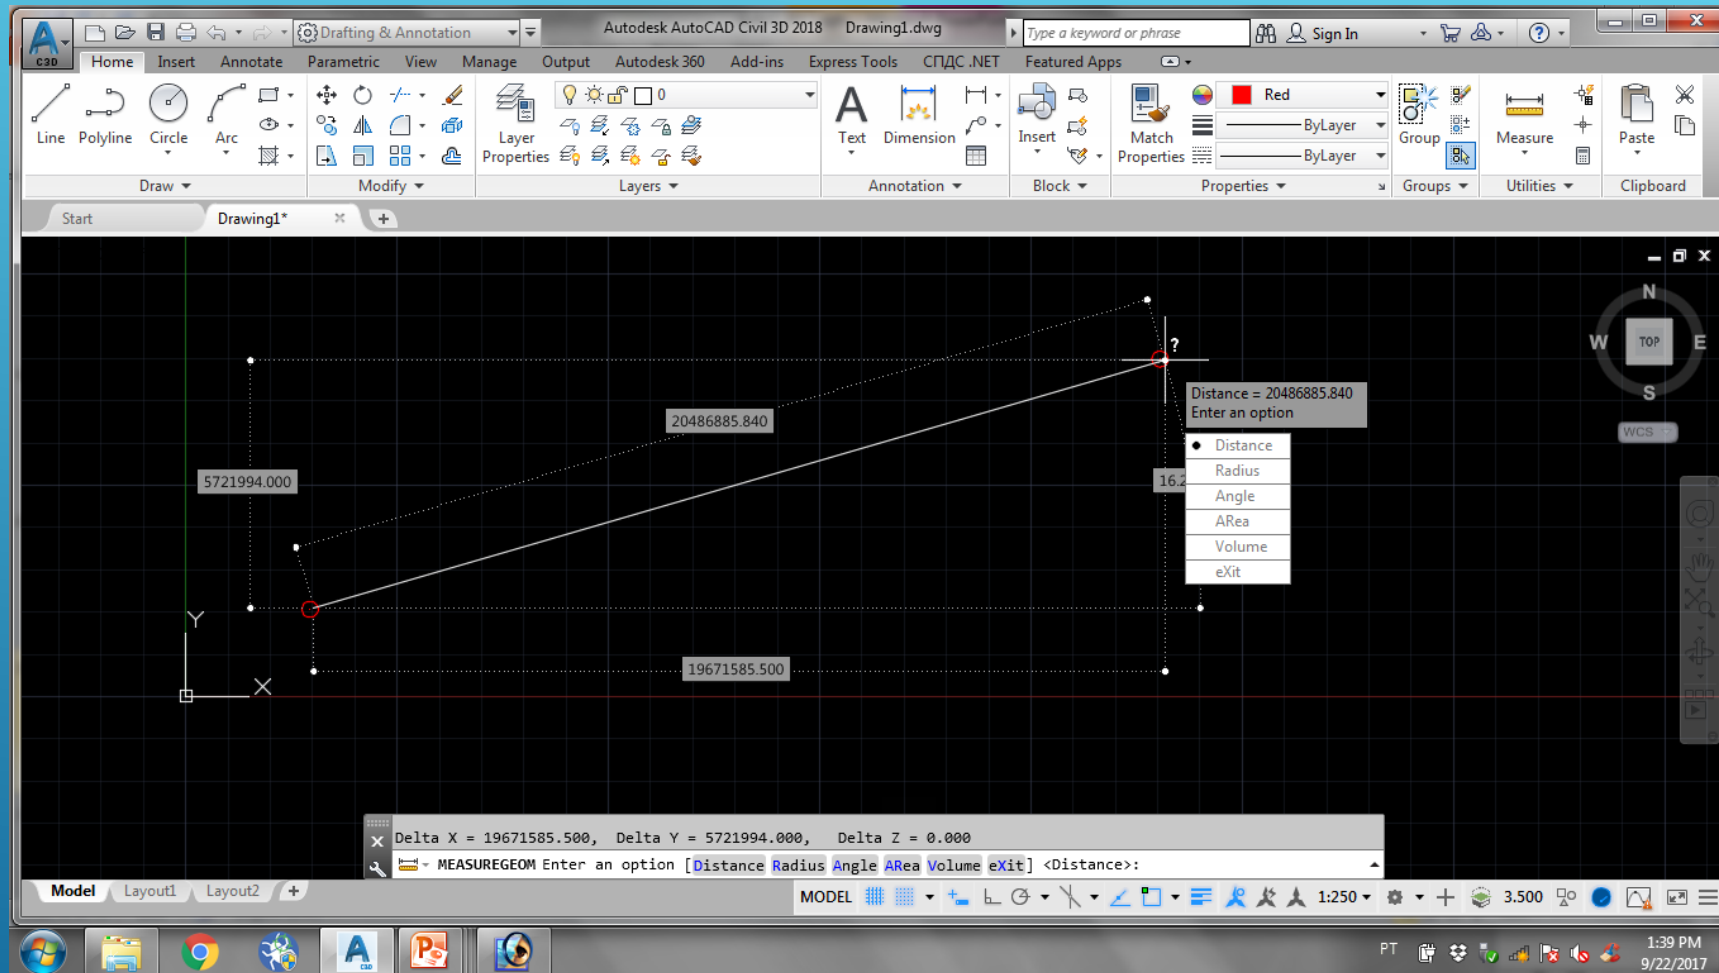 C3D
Drafting & Annotation
Autodesk AutoCAD Civil 3D 2018 Drawing1.dwg
Type a keyword or phrase
Sign In
Home Insert Annotate Parametric View Manage Output Autodesk 360 Add-ins Express Tools СПДС .NET Featured Apps
Line Polyline Circle Arc
Layer Properties
0
Text Dimension
Insert
Match Properties
Red
ByLayer
ByLayer
Group
Measure
Paste
Draw Modify Layers Annotation Block Properties Groups Utilities Clipboard
Start Drawing1*
N
W TOP E
S
WCS
?
Distance = 20486885.840
Enter an option
Distance
Radius
Angle
ARea
Volume
eXit
20486885.840
5721994.000
16.2
19671585.500
Y
X
Delta X = 19671585.500, Delta Y = 5721994.000, Delta Z = 0.000
MEASUREGEOM Enter an option [Distance Radius Angle ARea Volume eXit] <Distance>:
Model Layout1 Layout2
MODEL 1:250 3.500
PT
1:39 PM
9/22/2017